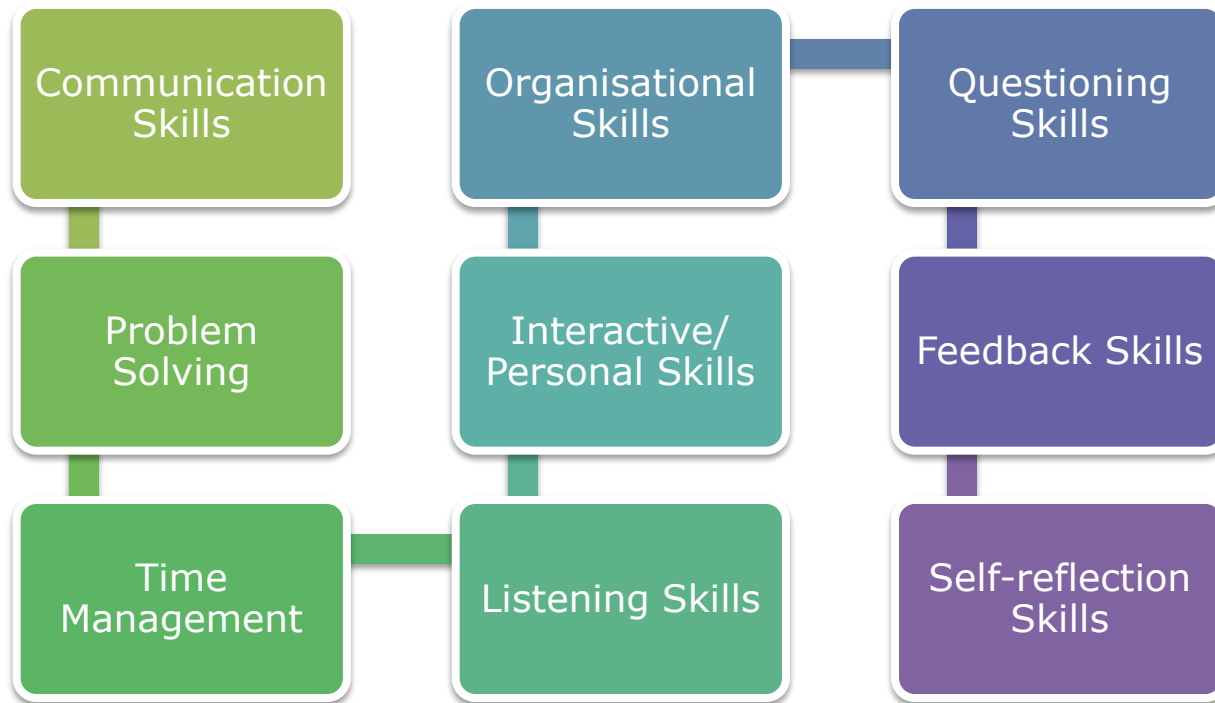 Communication
Skills
Problem
Solving
Time
Management
Listening Skills
Interactive/
Personal Skills
Organisational
Skills
Questioning
Skills
Feedback Skills
Self-reflection
Skills